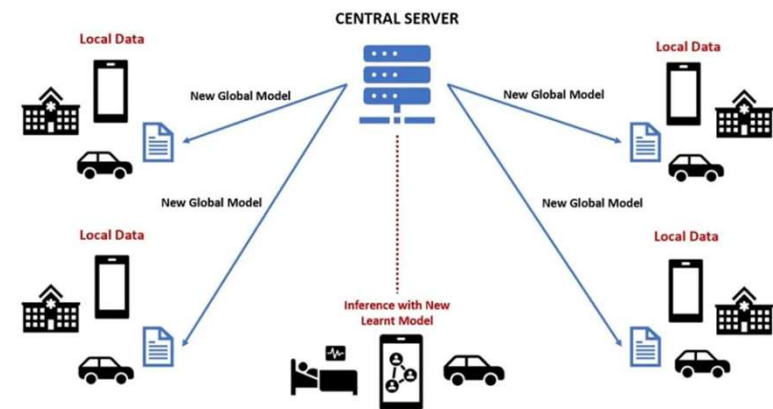 CENTRAL SERVER
Local Data
Local Data
New Global Model
New Global Model
New Global Model
New Global Model
Local Data
Local Data
Inference with New
Learnt Model